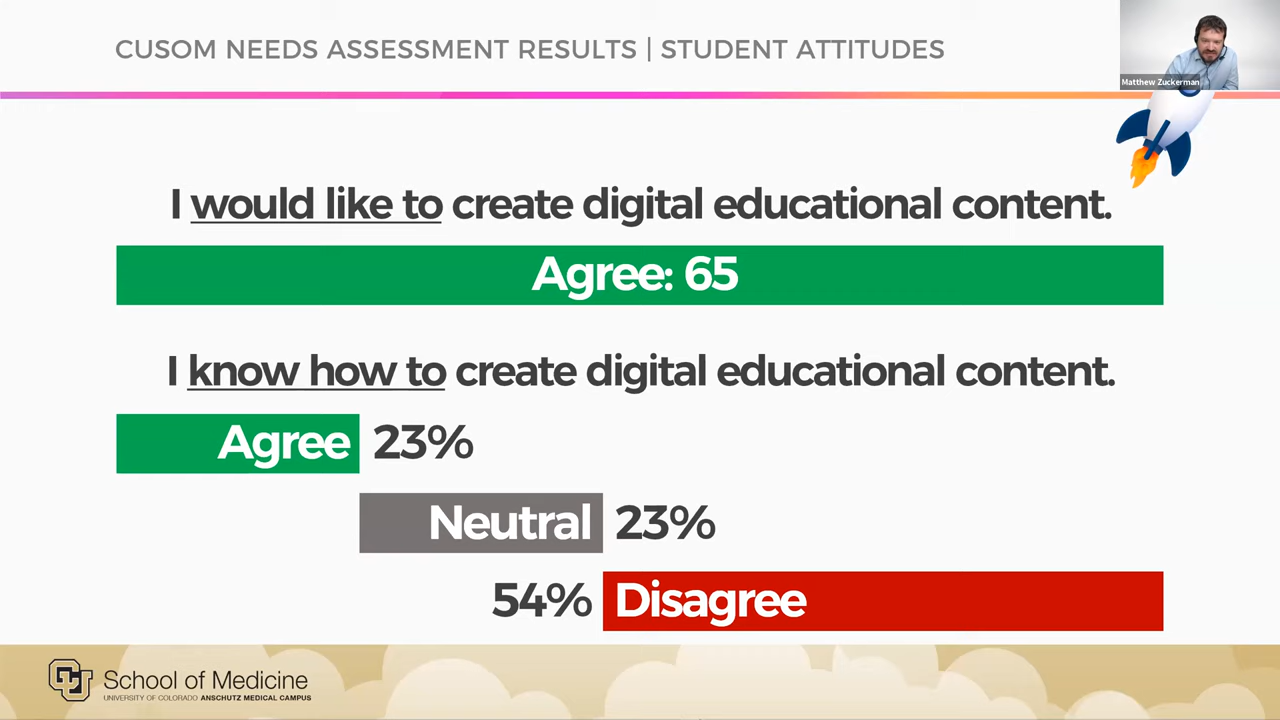 CUSOM NEEDS ASSESSMENT RESULTS | STUDENT ATTITUDES
Matthew Zuckerman
I would like to create digital educational content.
Agree: 65
I know how to create digital educational content.
Agree 23%
Neutral 23%
54% Disagree
CU School of Medicine
UNIVERSITY OF COLORADO ANSCHUTZ MEDICAL CAMPUS